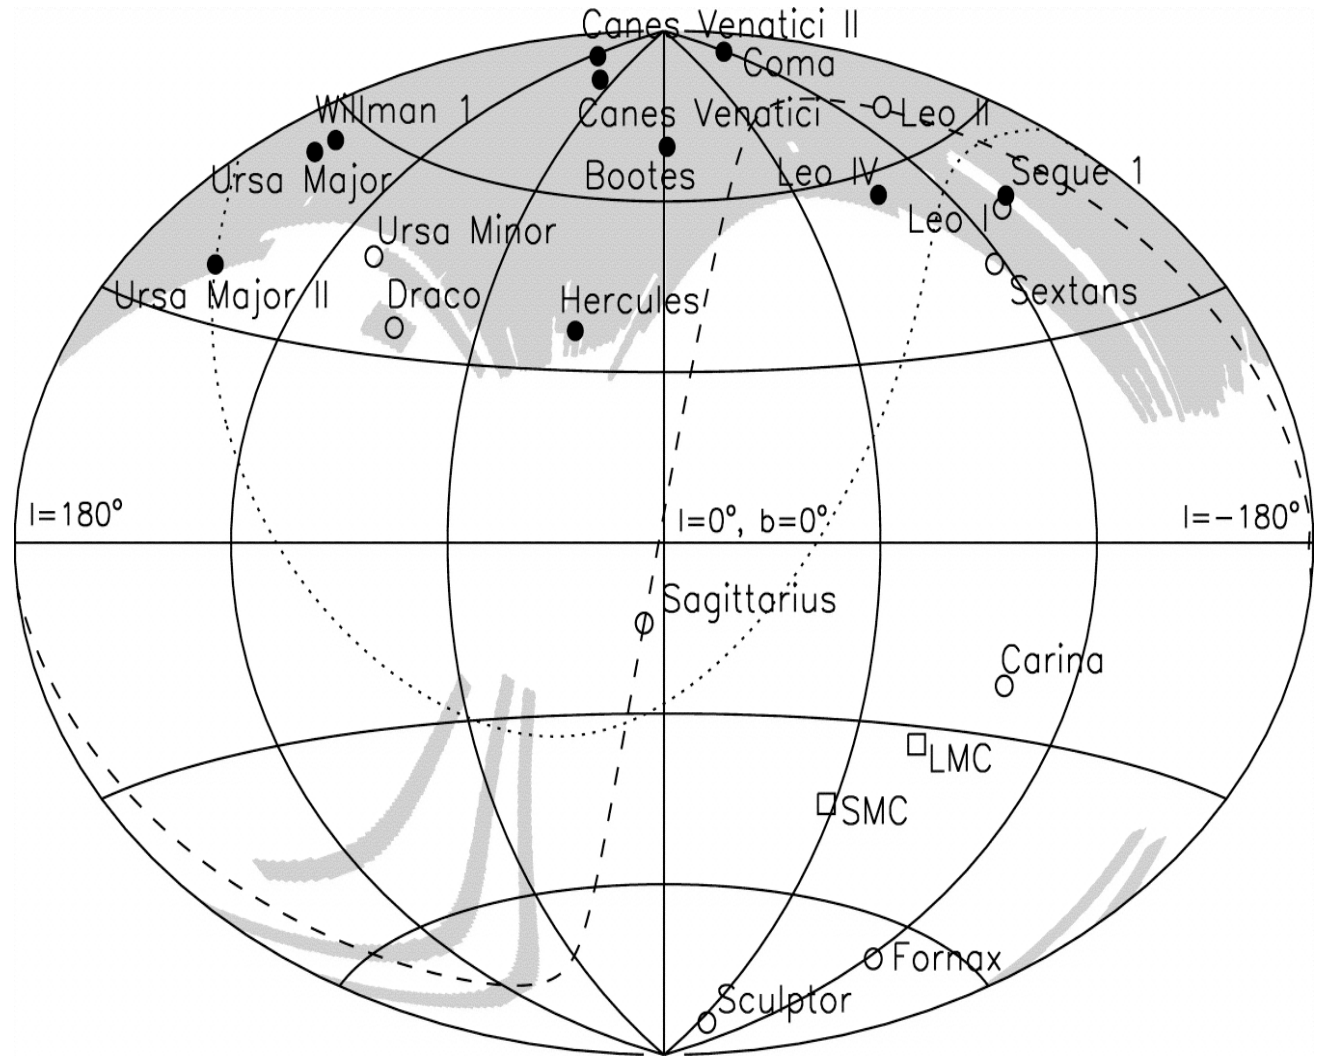 Canes Venatici II
Coma
Willman 1
Canes Venatici
Leo II
Ursa Major
Bootes
Leo IV
Segue 1
Leo I
Ursa Minor
Ursa Major II
Draco
Hercules
Sextans
l=180°
l=0°, b=0°
l=-180°
Sagittarius
Carina
LMC
SMC
Fornax
Sculptor